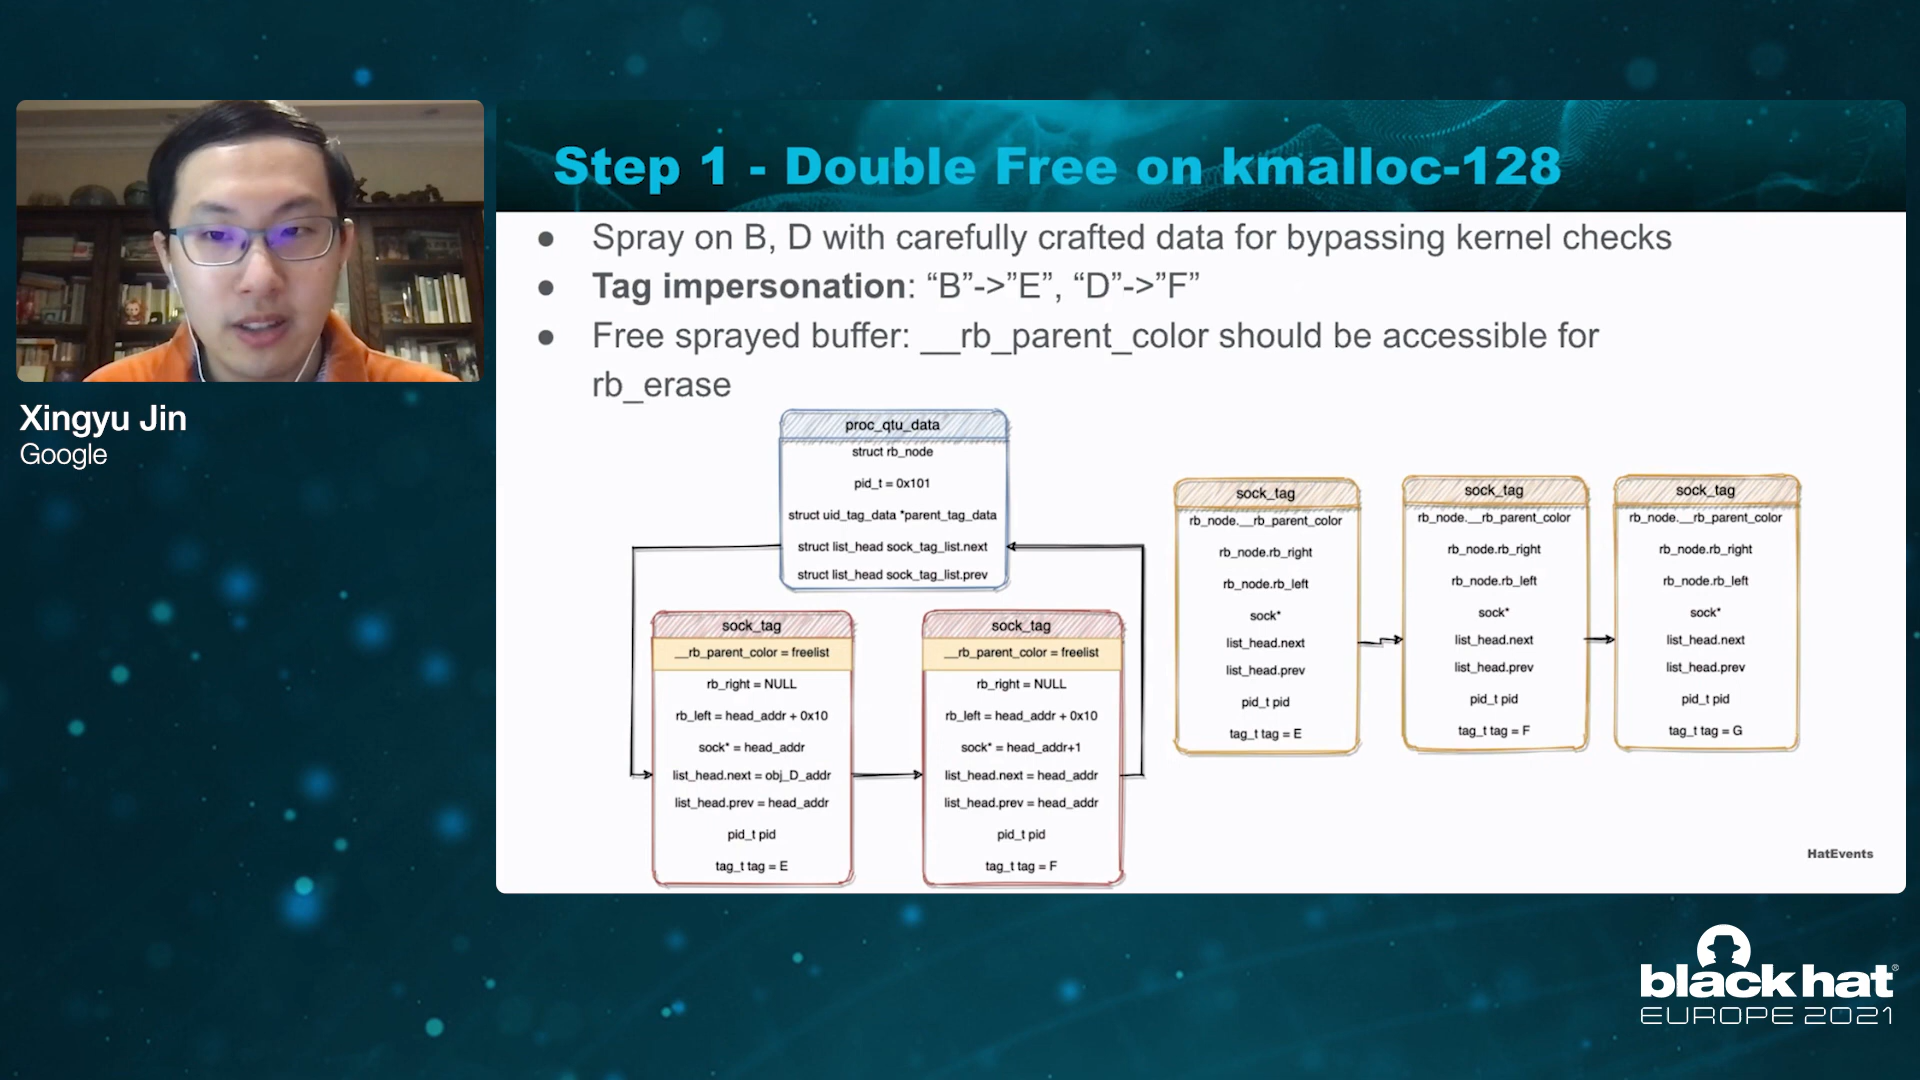 Step 1 - Double Free on kmalloc-128
● Spray on B, D with carefully crafted data for bypassing kernel checks
● Tag impersonation: “B”->”E”, “D”->”F”
● Free sprayed buffer: __rb_parent_color should be accessible for
rb_erase
Xingyu Jin
Google
proc_qtu_data
struct rb_node
pid_t = 0x101
struct uid_tag_data *parent_tag_data
struct list_head sock_tag_list.next
struct list_head sock_tag_list.prev
sock_tag
__rb_parent_color = freelist
rb_right = NULL
rb_left = head_addr + 0x10
sock* = head_addr
list_head.next = obj_D_addr
list_head.prev = head_addr
pid_t pid
tag_t tag = E
sock_tag
__rb_parent_color = freelist
rb_right = NULL
rb_left = head_addr + 0x10
sock* = head_addr+1
list_head.next = head_addr
list_head.prev = head_addr
pid_t pid
tag_t tag = F
sock_tag
rb_node.__rb_parent_color
rb_node.rb_right
rb_node.rb_left
sock*
list_head.next
list_head.prev
pid_t pid
tag_t tag = E
sock_tag
rb_node.__rb_parent_color
rb_node.rb_right
rb_node.rb_left
sock*
list_head.next
list_head.prev
pid_t pid
tag_t tag = F
sock_tag
rb_node.__rb_parent_color
rb_node.rb_right
rb_node.rb_left
sock*
list_head.next
list_head.prev
pid_t pid
tag_t tag = G
HatEvents
black hat®
EUROPE 2021